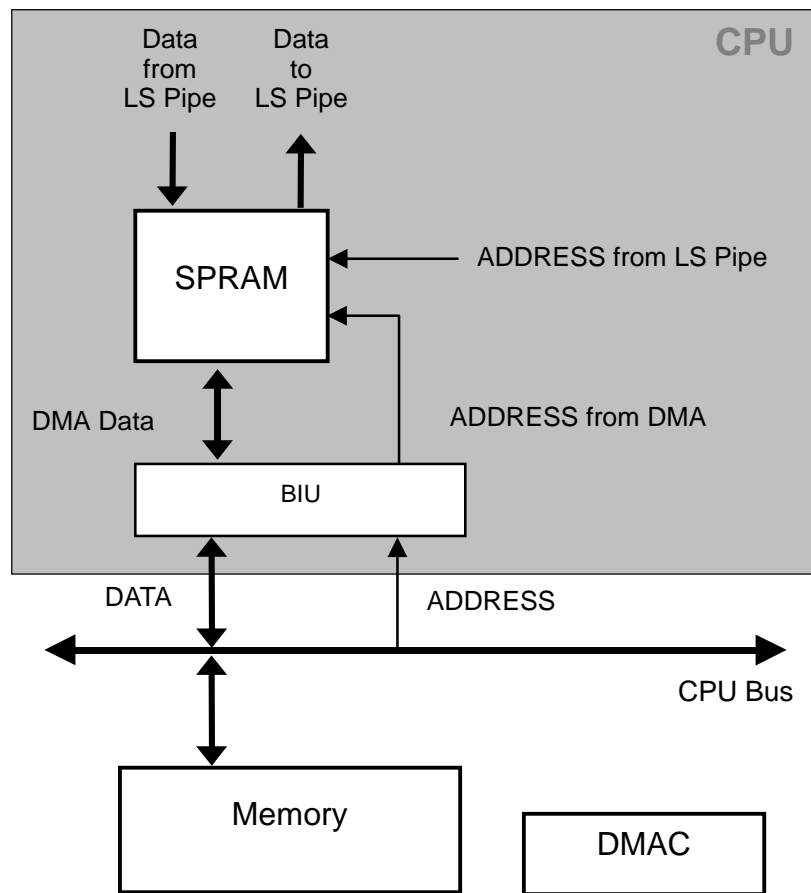 CPU
Data
from
LS Pipe
Data
to
LS Pipe
SPRAM
ADDRESS from LS Pipe
DMA Data
ADDRESS from DMA
BIU
DATA
ADDRESS
CPU Bus
Memory
DMAC